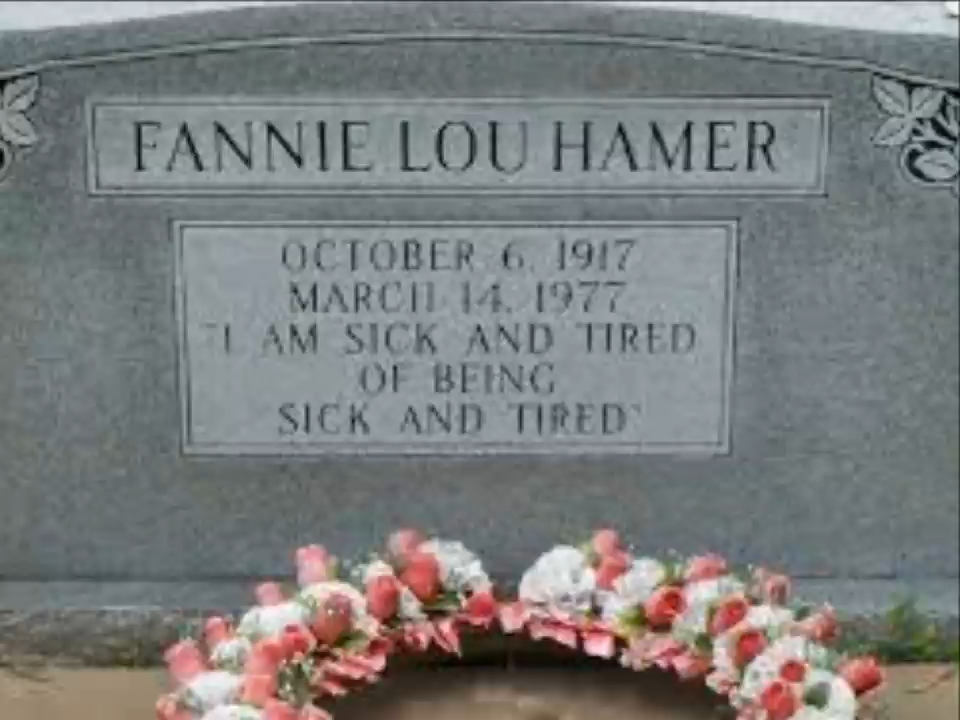 FANNIE LOU HAMER
OCTOBER 6, 1917
MARCH 14, 1977
"I AM SICK AND TIRED
OF BEING
SICK AND TIRED"